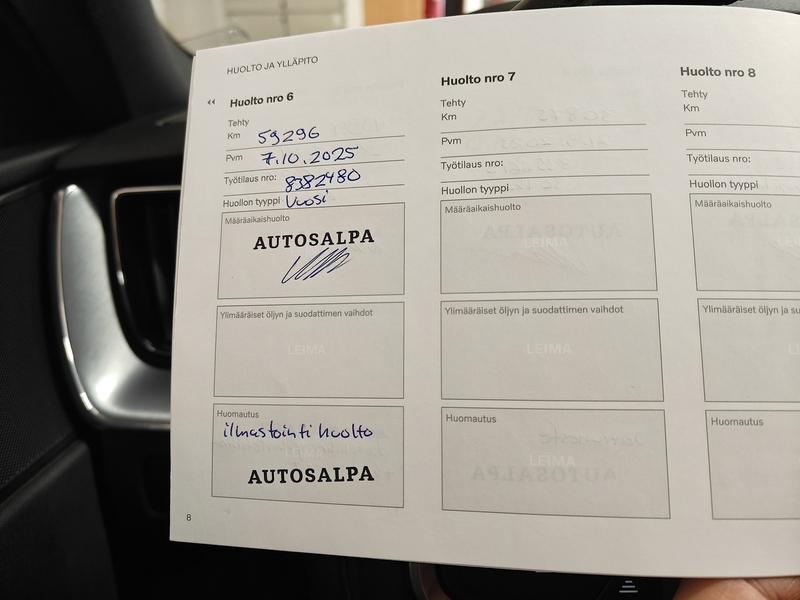 HUOLTO JA YLLÄPITO
Huolto nro 6
Tehty
Km 59296
Pvm 7.10.2025
Työtilaus nro: 8382480
Huollon tyyppi Vuosi
Määräaikaishuolto
AUTOSALPA
Ylimääräiset öljyn ja suodattimen vaihdot
LEIMA
Huomautus
ilmastointi huolto
AUTOSALPA
8
Huolto nro 7
Tehty
Km
Pvm
Työtilaus nro:
Huollon tyyppi
Määräaikaishuolto
LEIMA
Ylimääräiset öljyn ja suodattimen vaihdot
LEIMA
Huomautus
LEIMA
Huolto nro 8
Tehty
Km
Pvm
Työtilaus nro:
Huollon tyyppi
Määräaikaishuolto
Ylimääräiset öljyn ja su
Huomautus